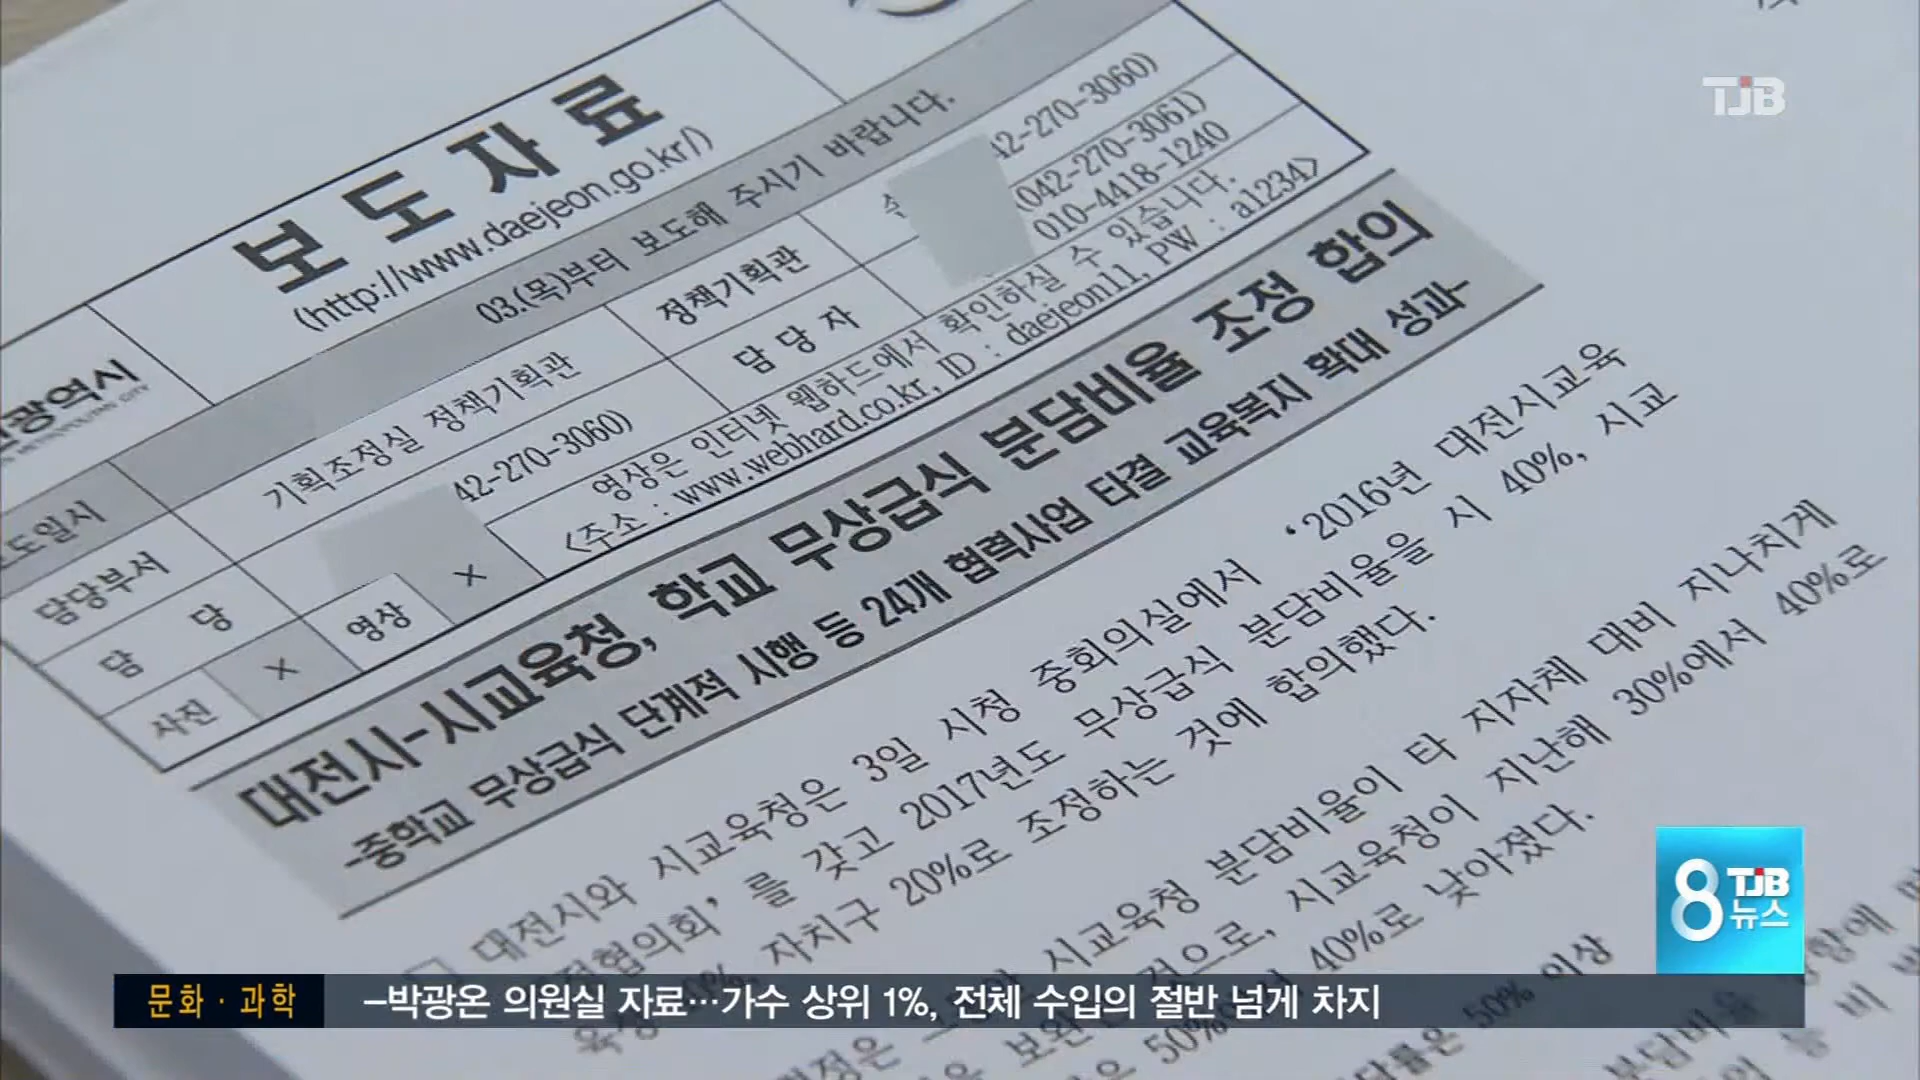 TJB
보 도 자 료
(http://www.daejeon.go.kr/)
광역시
03.(목)부터 보도해 주시기 바랍니다.
담당부서
기획조정실 정책기획관
정책기획관
42-270-3060)
담 당
42-270-3060)
담 당 자
(042-270-3061)
010-4418-1240
사진
×
영상
×
영상은 인터넷 웹하드에서 확인하실 수 있습니다.
<주소 : www.webhard.co.kr, ID : daejeon11, PW : a1234>
대전시-시교육청, 학교 무상급식 분담비율 조정 합의
-중학교 무상급식 단계적 시행 등 24개 협력사업 타결 교육복지 확대 성과-
□ 대전시와 시교육청은 3일 시청 중회의실에서 ‘2016년 대전시교육
협의회’ 를 갖고 2017년도 무상급식 분담비율을 시 40%, 시교
자치구 20%로 조정하는 것에 합의했다.
시교육청 분담비율이 타 지자체 대비 지나치게
것으로, 시교육청이 지난해 30%에서 40%로
40%로 낮아졌다.
50% 이상
8 TJB 뉴스
문화·과학
-박광온 의원실 자료…가수 상위 1%, 전체 수입의 절반 넘게 차지